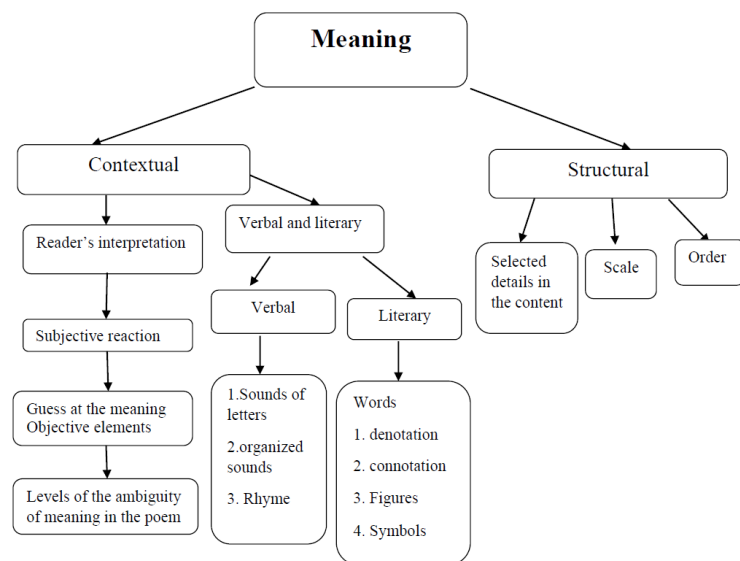 Meaning
Contextual
Structural
Reader’s interpretation
Verbal and literary
Selected
details in
the content
Scale
Order
Subjective reaction
Verbal
Literary
Guess at the meaning
Objective elements
1.Sounds of
letters
2.organized
sounds
3. Rhyme
Words
1. denotation
2. connotation
3. Figures
4. Symbols
Levels of the ambiguity
of meaning in the poem